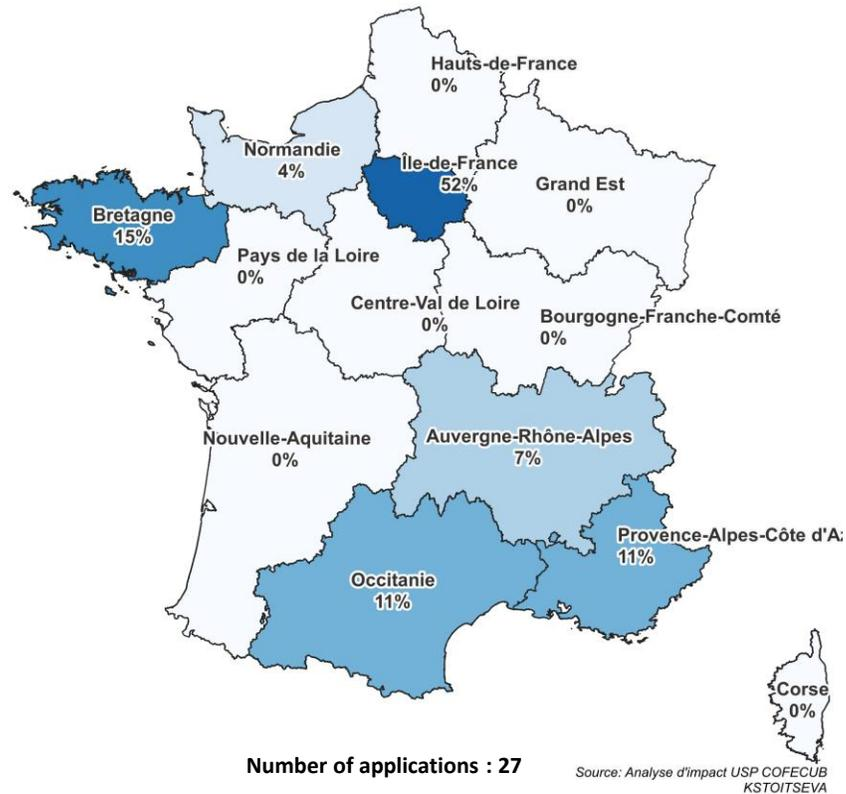 Hauts-de-France
0%
Normandie
4%
Île-de-France
52%
Grand Est
0%
Bretagne
15%
Pays de la Loire
0%
Centre-Val de Loire
0%
Bourgogne-Franche-Comté
0%
Nouvelle-Aquitaine
0%
Auvergne-Rhône-Alpes
7%
Provence-Alpes-Côte d'Az
11%
Occitanie
11%
Corse
0%
Number of applications : 27
Source: Analyse d'impact USP COFECUB
KSTOITSEVA